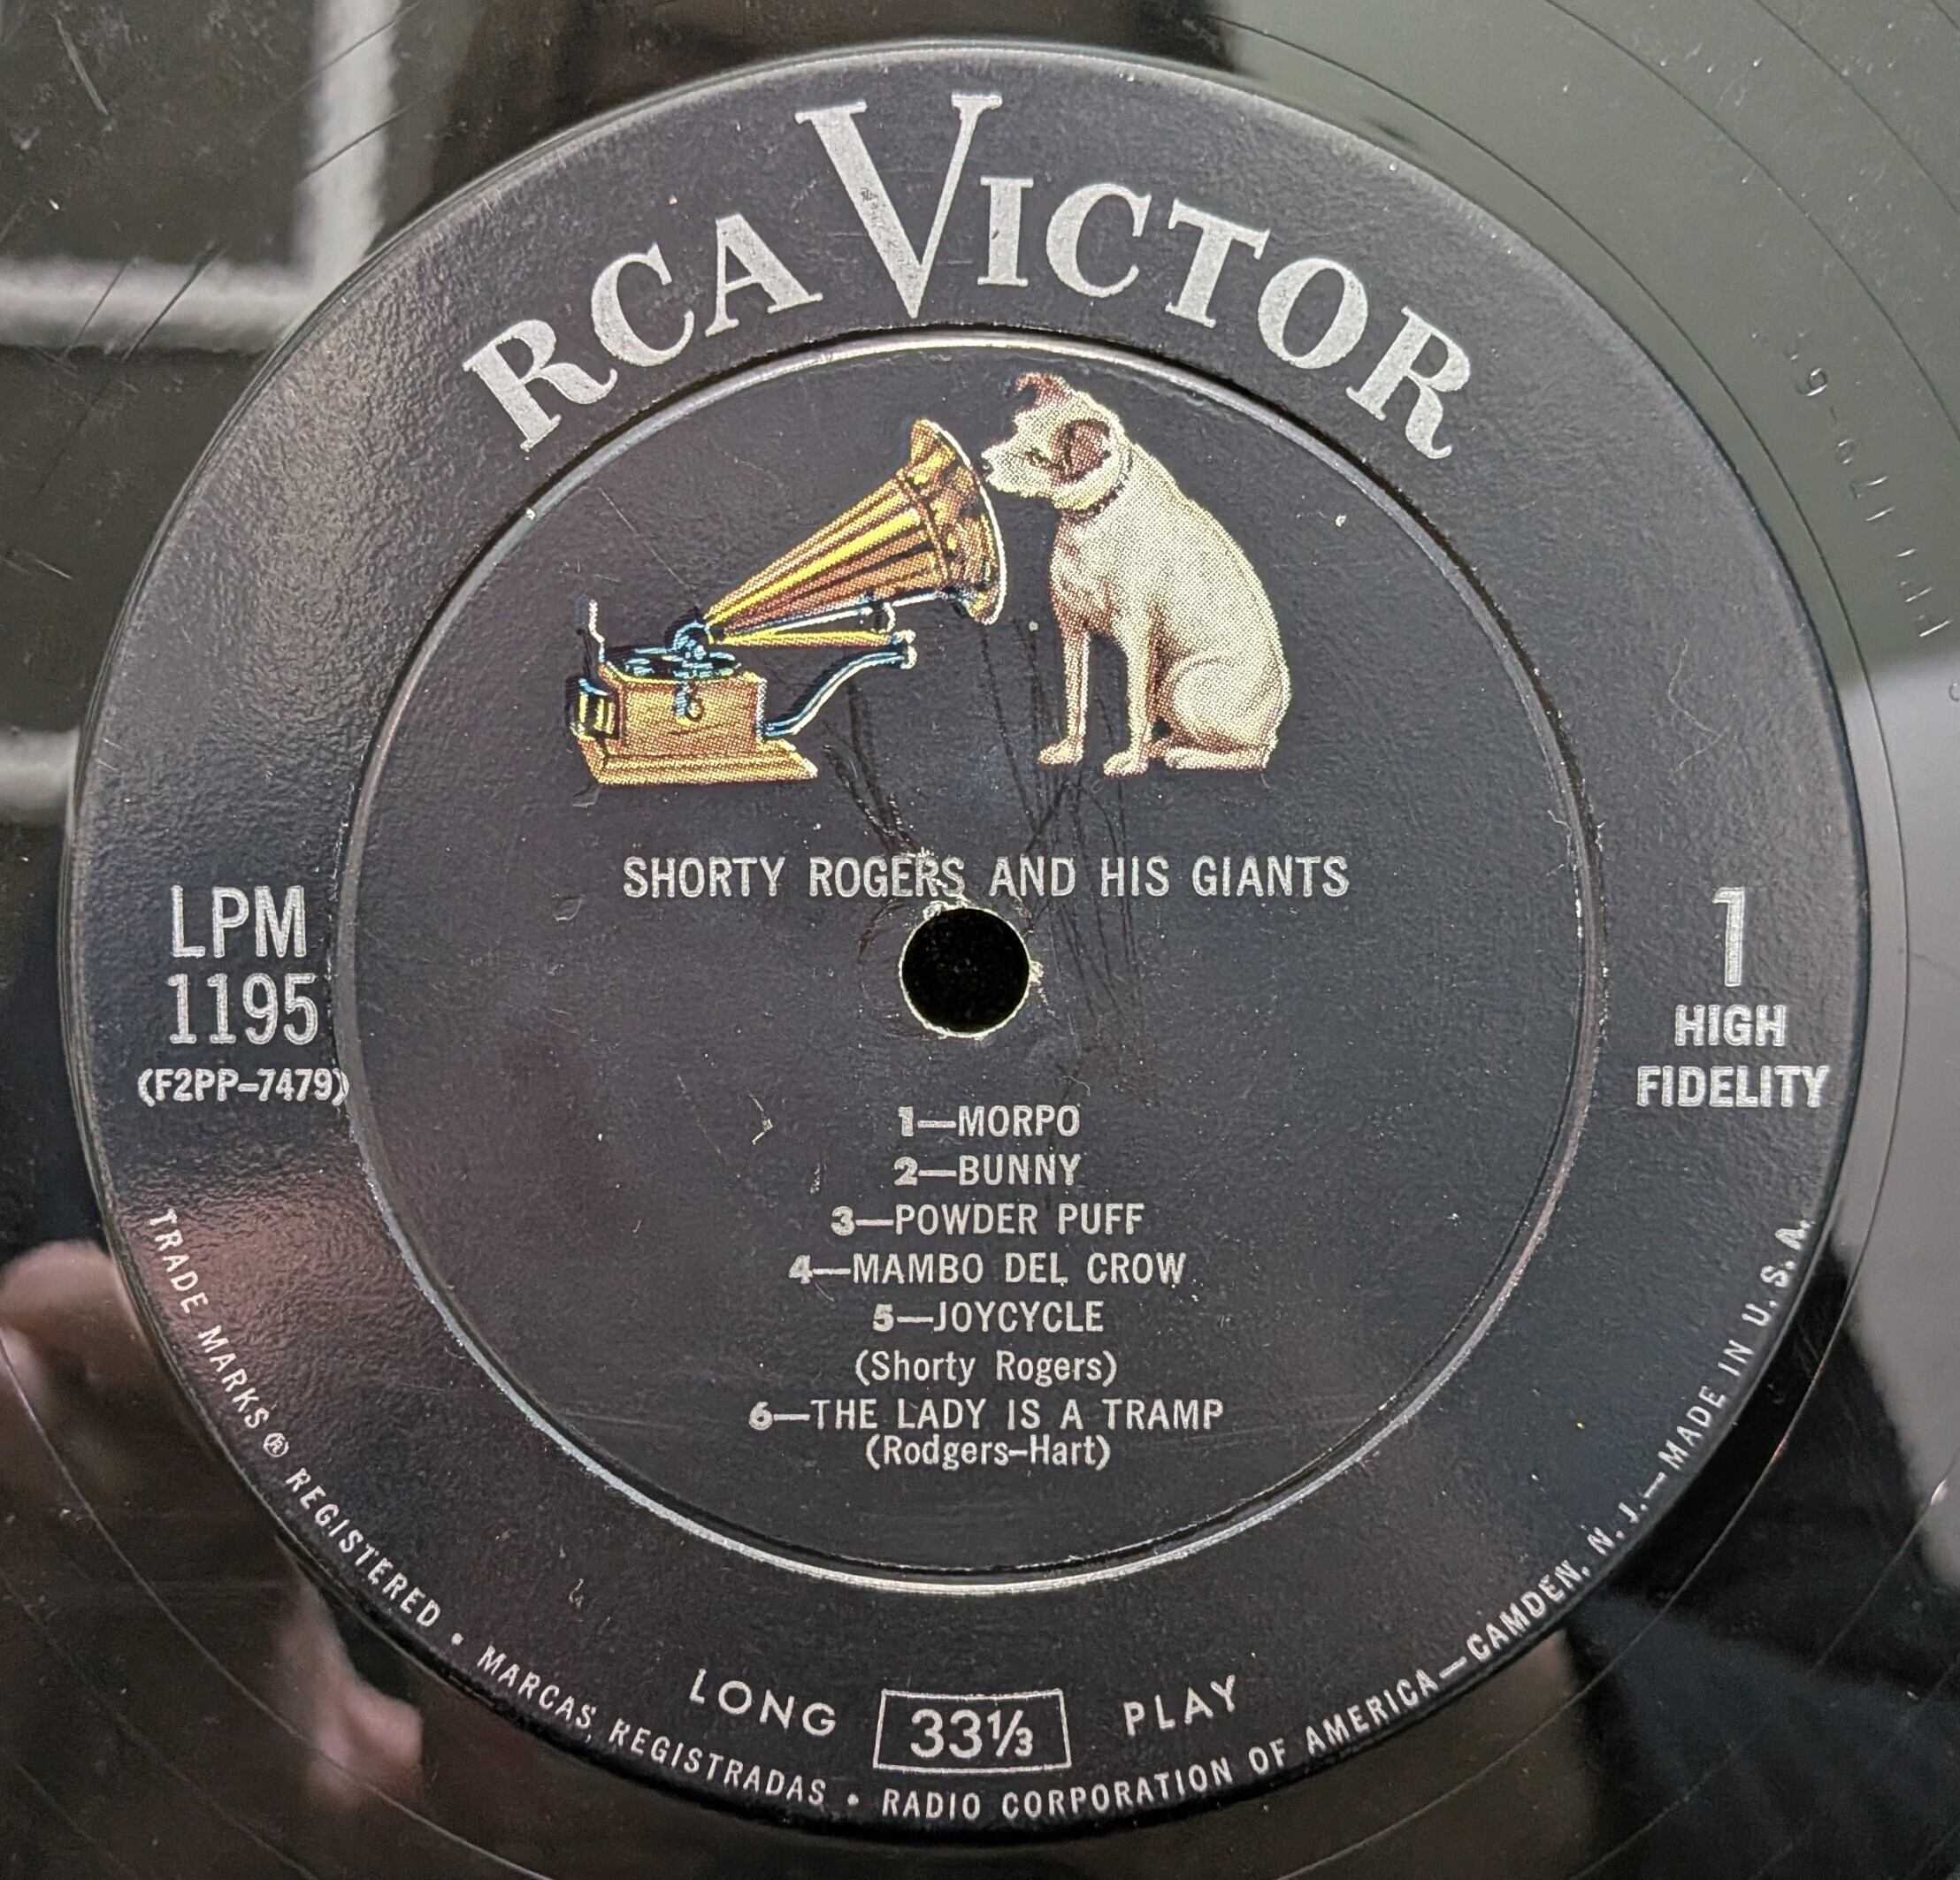 RCA VICTOR
SHORTY ROGERS AND HIS GIANTS
LPM
1195
(F2PP-7479)
1
HIGH
FIDELITY
1—MORPO
2—BUNNY
3—POWDER PUFF
4—MAMBO DEL CROW
5—JOYCYCLE
(Shorty Rogers)
6—THE LADY IS A TRAMP
(Rodgers-Hart)
LONG 33⅓ PLAY
TRADE MARKS ® REGISTERED • MARCAS REGISTRADAS • RADIO CORPORATION OF AMERICA—CAMDEN, N. J.—MADE IN U. S. A.